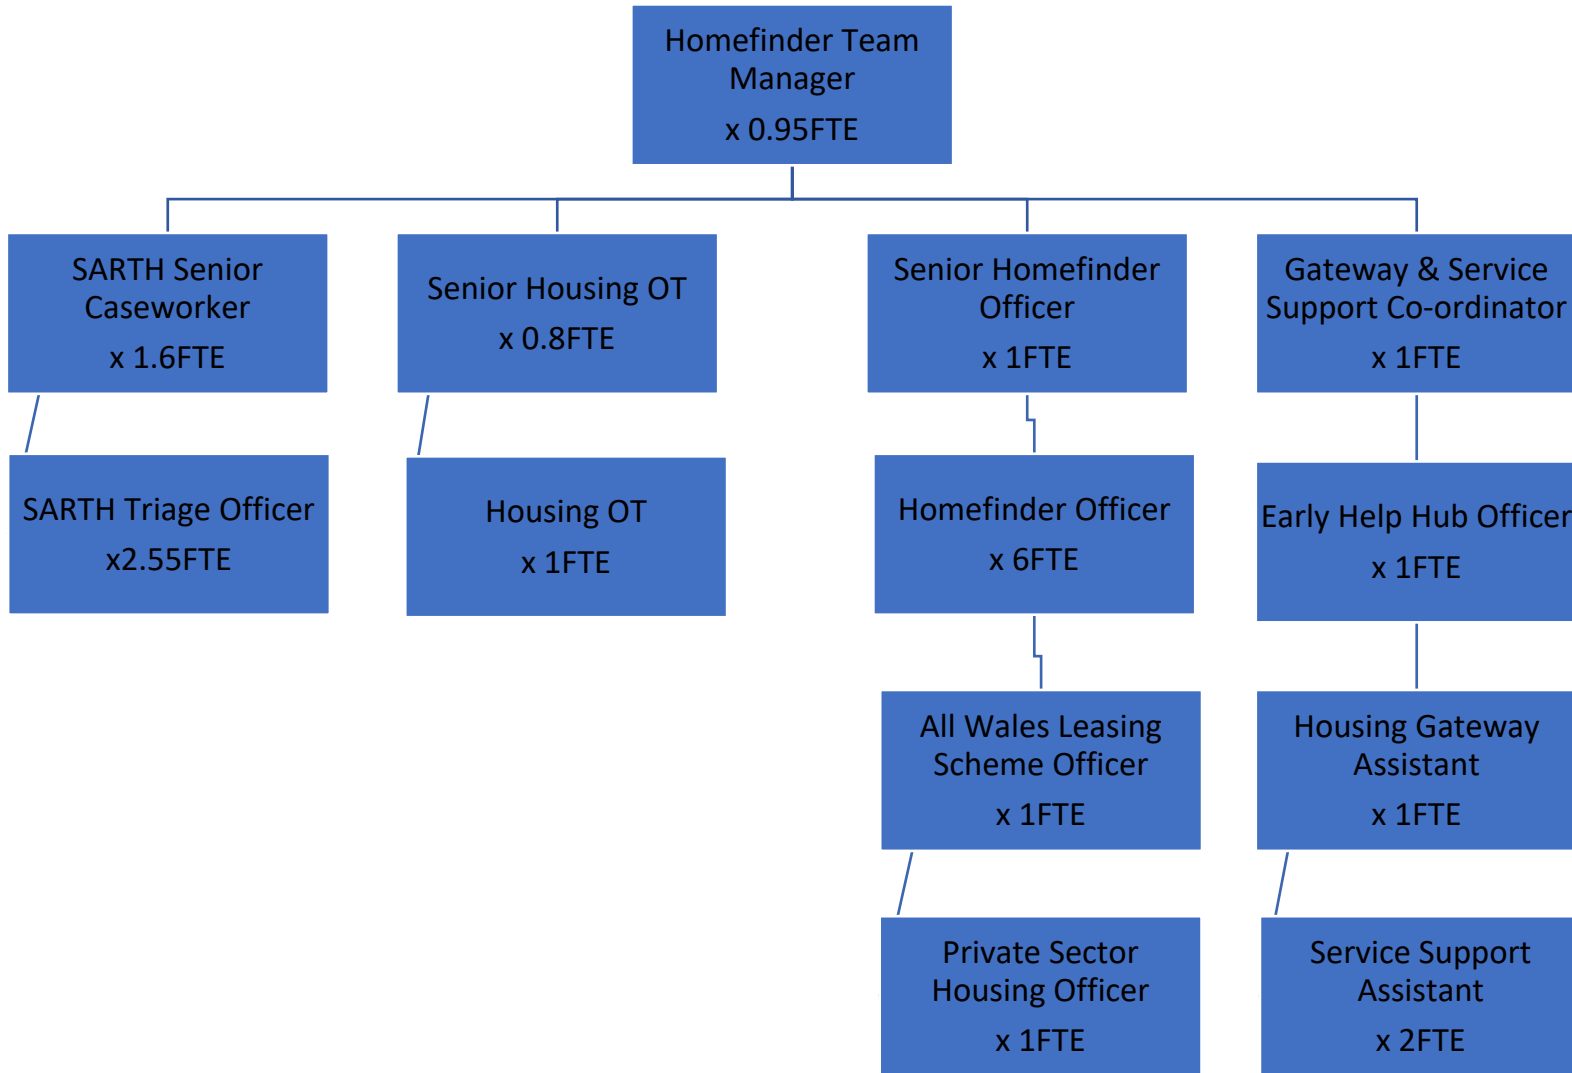 Homefinder Team
Manager
x 0.95FTE
SARTH Senior
Caseworker
x 1.6FTE
Senior Housing OT
x 0.8FTE
Senior Homefinder
Officer
x 1FTE
Gateway & Service
Support Co-ordinator
x 1FTE
SARTH Triage Officer
x2.55FTE
Housing OT
x 1FTE
Homefinder Officer
x 6FTE
Early Help Hub Officer
x 1FTE
All Wales Leasing
Scheme Officer
x 1FTE
Housing Gateway
Assistant
x 1FTE
Private Sector
Housing Officer
x 1FTE
Service Support
Assistant
x 2FTE